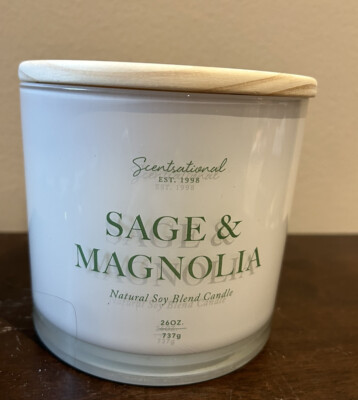 Scentsational
EST. 1998
SAGE &
MAGNOLIA
Natural Soy Blend Candle
26OZ.
737g